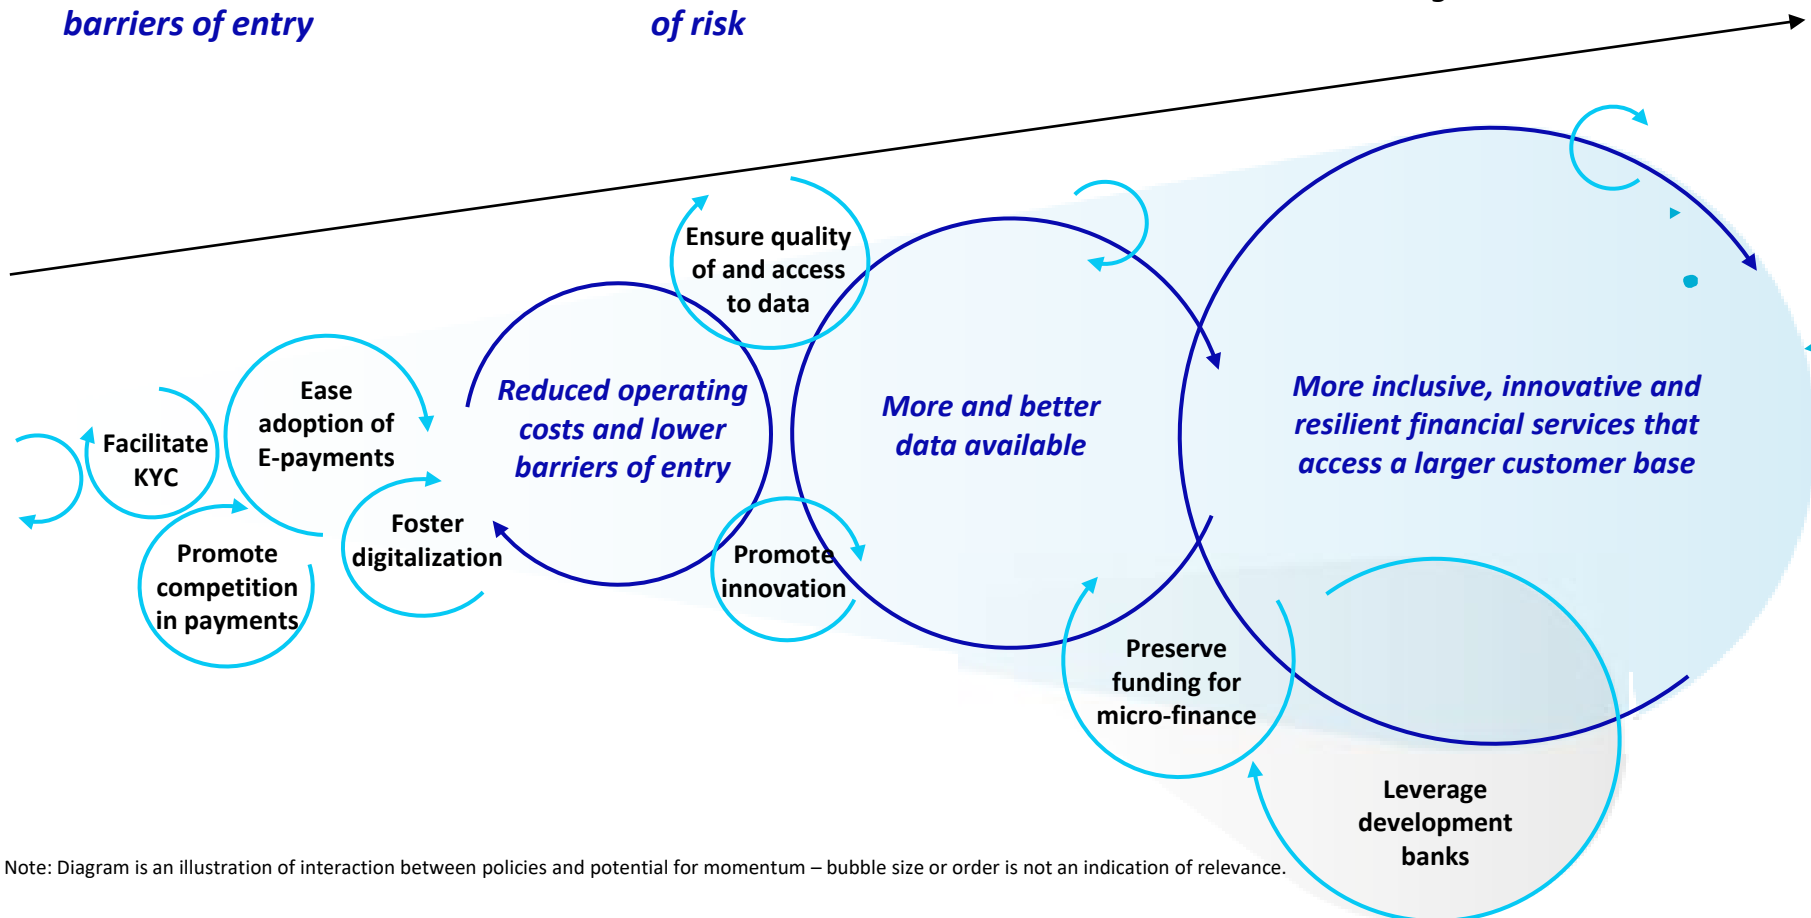 barriers of entry
of risk
Ensure quality
of and access
to data
Ease
adoption of
E-payments
Facilitate
KYC
Reduced operating
costs and lower
barriers of entry
More and better
data available
More inclusive, innovative and
resilient financial services that
access a larger customer base
Promote
competition
in payments
Foster
digitalization
Promote
innovation
Preserve
funding for
micro-finance
Leverage
development
banks
Note: Diagram is an illustration of interaction between policies and potential for momentum – bubble size or order is not an indication of relevance.